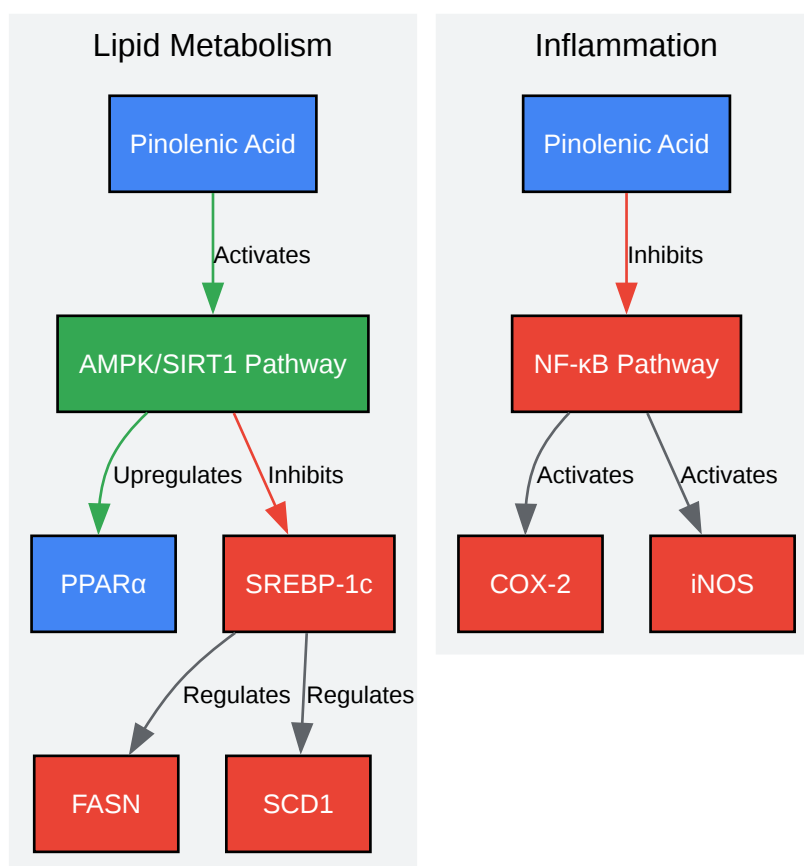 Lipid Metabolism
Pinolenic Acid
Activates
AMPK/SIRT1 Pathway
Upregulates
Inhibits
PPARα
SREBP-1c
Regulates
Regulates
FASN
SCD1
Inflammation
Pinolenic Acid
Inhibits
NF-κB Pathway
Activates
Activates
COX-2
iNOS